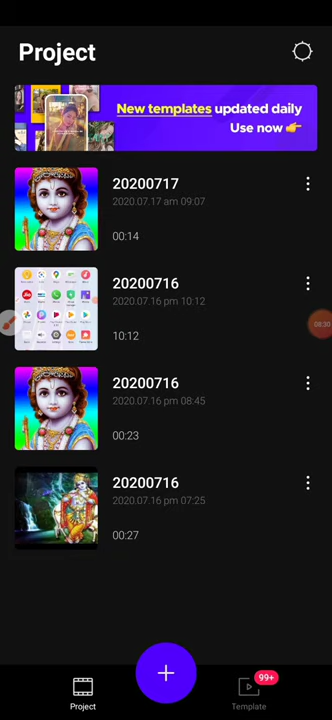 Project
New templates updated daily
Use now
20200717
2020.07.17 am 09:07
00:14
20200716
2020.07.16 pm 10:12
10:12
08:30
20200716
2020.07.16 pm 08:45
00:23
20200716
2020.07.16 pm 07:25
00:27
99+
Project
Template